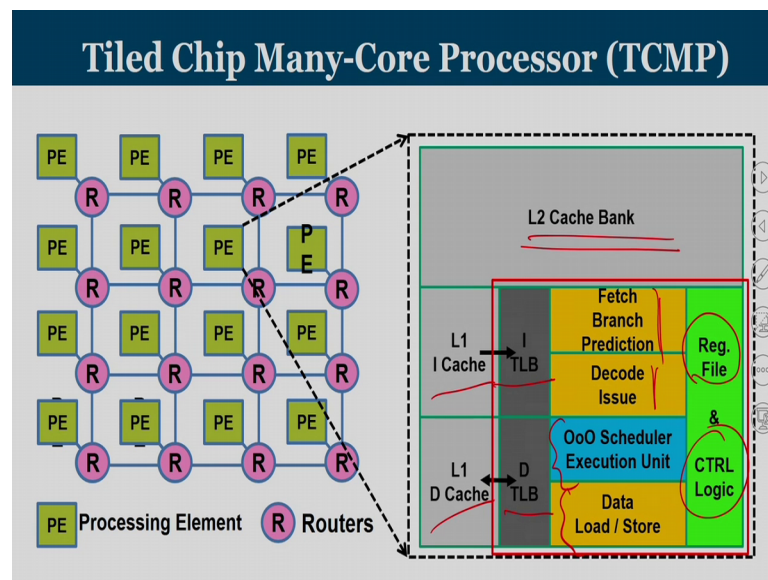 Tiled Chip Many-Core Processor (TCMP)
PE PE PE PE
R R R R
PE PE PE PE
R R R R
PE PE PE PE
R R R R
PE PE PE PE
R R R R
PE Processing Element R Routers
L2 Cache Bank
L1
I Cache
I
TLB
Fetch
Branch
Prediction
Decode
Issue
Reg.
File
&
CTRL
Logic
L1
D Cache
D
TLB
OoO Scheduler
Execution Unit
Data
Load / Store